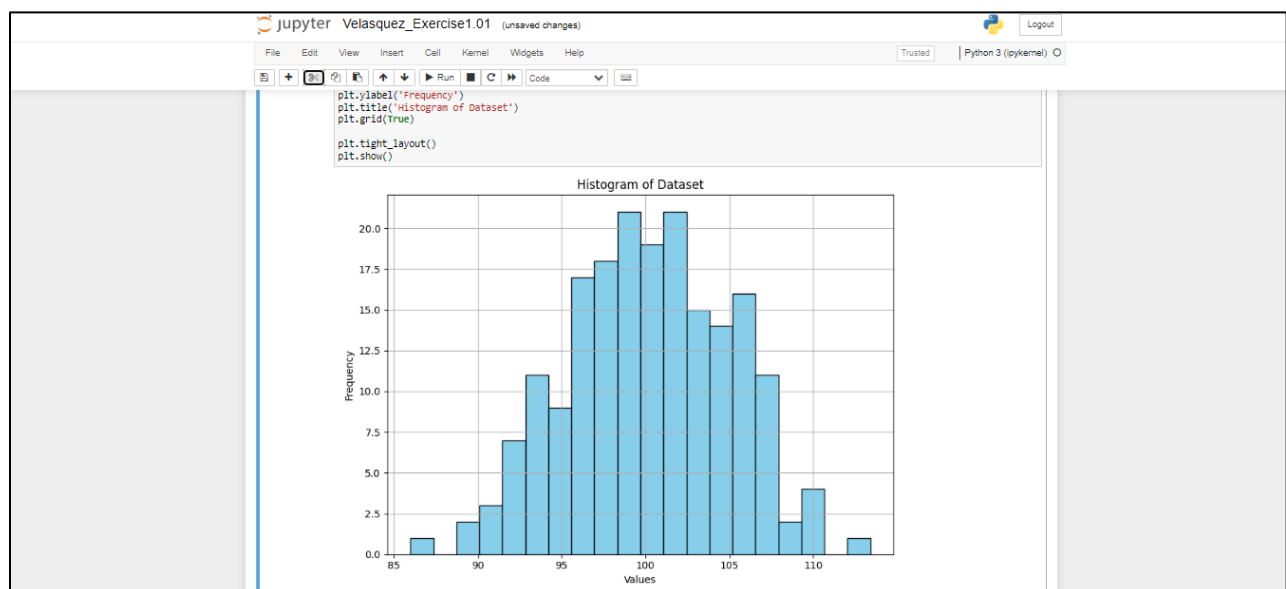 jupyter Velasquez_Exercise1.01 (unsaved changes)
Logout
File Edit View Insert Cell Kernel Widgets Help
Trusted Python 3 (ipykernel)
Run Code
plt.ylabel('Frequency')
plt.title('Histogram of Dataset')
plt.grid(True)
plt.tight_layout()
plt.show()
Histogram of Dataset
20.0
17.5
15.0
12.5
10.0
7.5
5.0
2.5
0.0
Frequency
85 90 95 100 105 110
Values